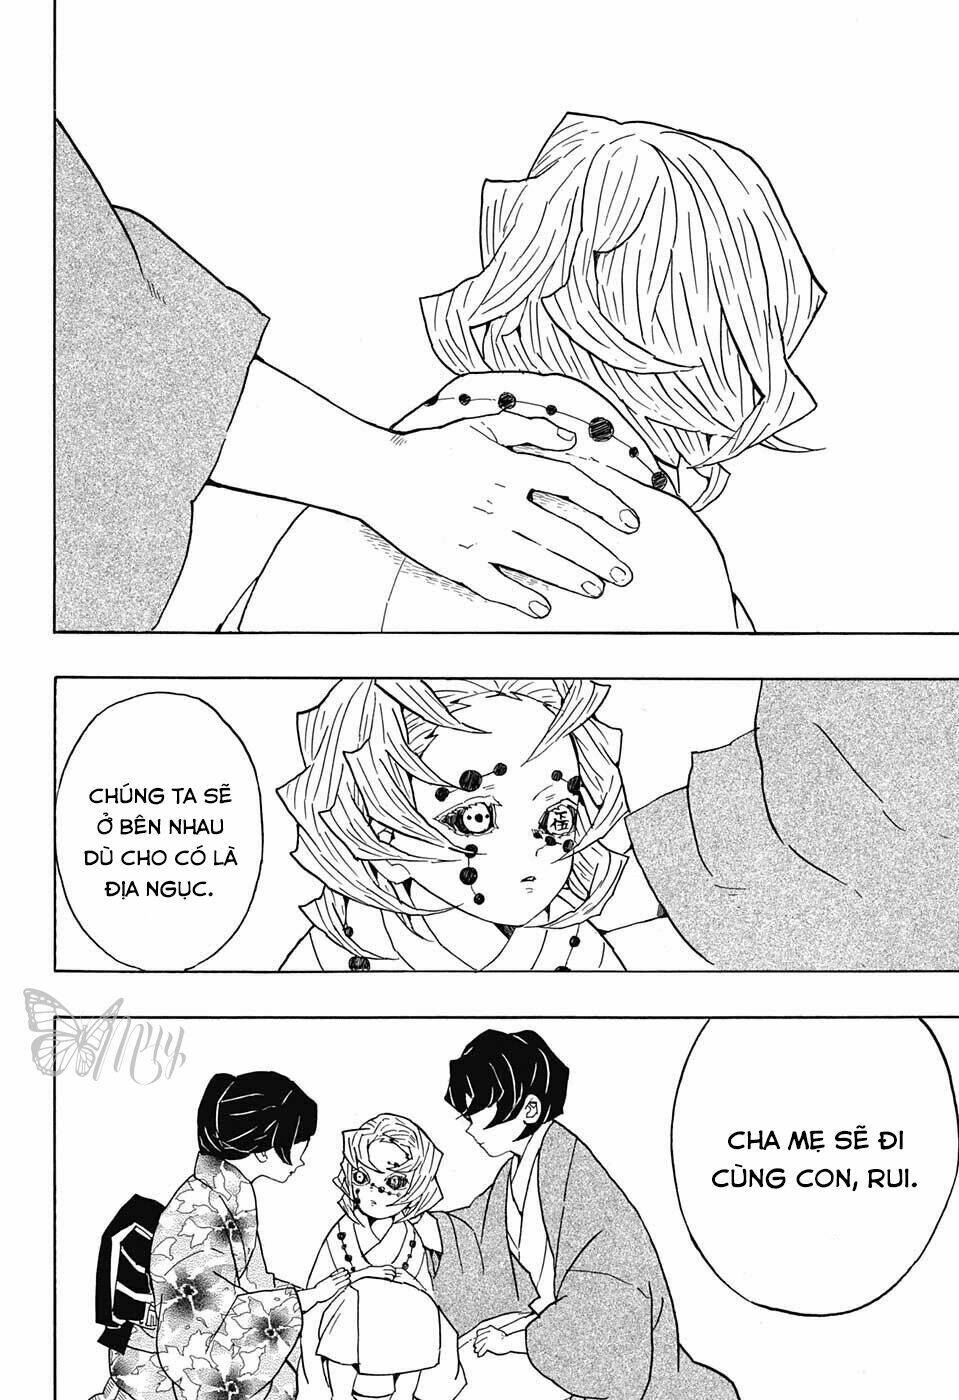 CHÚNG TA SẼ
Ở BÊN NHAU
DÙ CHO CÓ LÀ
ĐỊA NGỤC.
CHA MẸ SẼ ĐI
CÙNG CON, RUI.